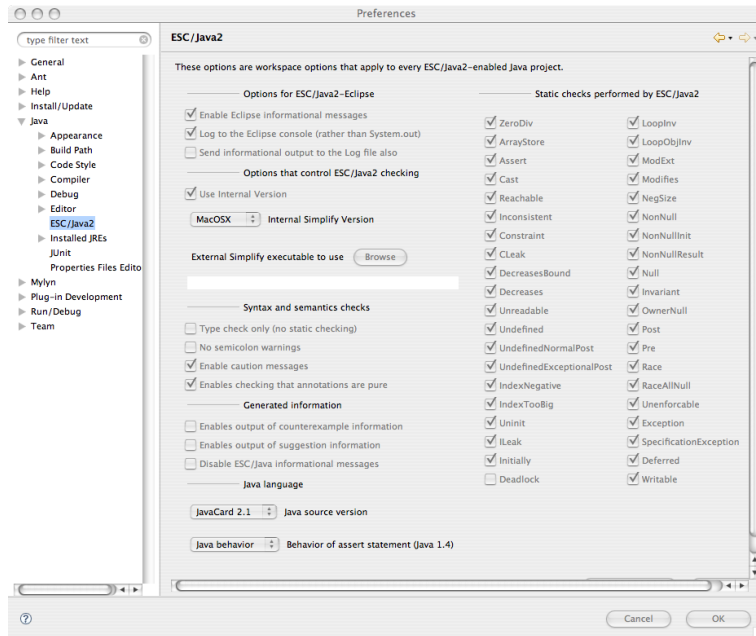 Preferences
type filter text
General
Ant
Help
Install/Update
Java
Appearance
Build Path
Code Style
Compiler
Debug
Editor
ESC/Java2
Installed JREs
JUnit
Properties Files Edito
Mylyn
Plug-in Development
Run/Debug
Team
ESC/Java2
These options are workspace options that apply to every ESC/Java2-enabled Java project.
Options for ESC/Java2-Eclipse
Enable Eclipse informational messages
Log to the Eclipse console (rather than System.out)
Send informational output to the Log file also
Options that control ESC/Java2 checking
Use Internal Version
MacOSX Internal Simplify Version
External Simplify executable to use Browse
Syntax and semantics checks
Type check only (no static checking)
No semicolon warnings
Enable caution messages
Enables checking that annotations are pure
Generated information
Enables output of counterexample information
Enables output of suggestion information
Disable ESC/Java informational messages
Java language
JavaCard 2.1 Java source version
Java behavior Behavior of assert statement (Java 1.4)
Static checks performed by ESC/Java2
ZeroDiv
ArrayStore
Assert
Cast
Reachable
Inconsistent
Constraint
CLeak
DecreasesBound
Decreases
Unreadable
Undefined
UndefinedNormalPost
UndefinedExceptionalPost
IndexNegative
IndexTooBig
Uninit
ILeak
Initially
Deadlock
LoopInv
LoopObjInv
ModExt
Modifies
NegSize
NonNull
NonNullInit
NonNullResult
Null
Invariant
OwnerNull
Post
Pre
Race
RaceAllNull
Unenforcable
Exception
SpecificationException
Deferred
Writable
Cancel
OK